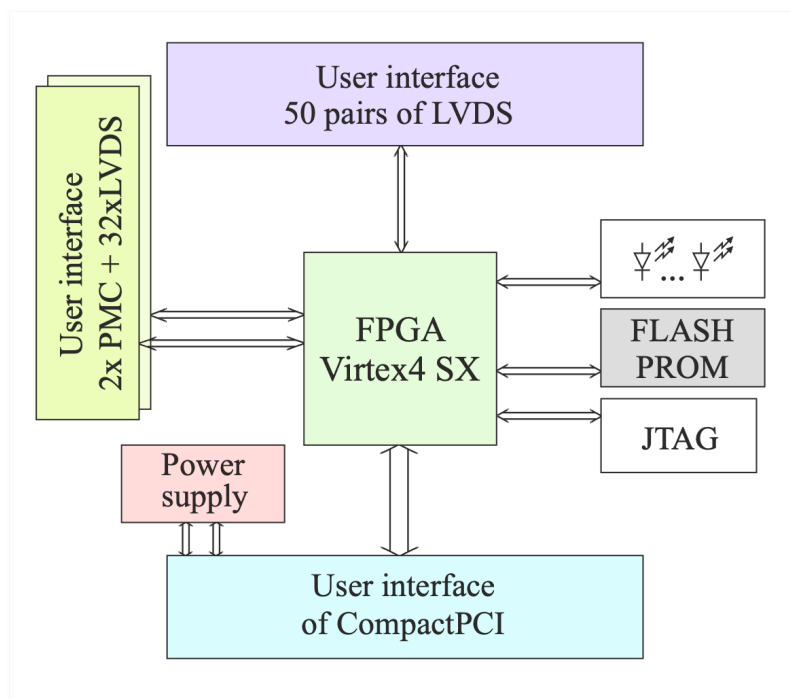 User interface
50 pairs of LVDS
User interface
2x PMC + 32xLVDS
FPGA
Virtex4 SX
...
FLASH
PROM
JTAG
Power
supply
User interface
of CompactPCI